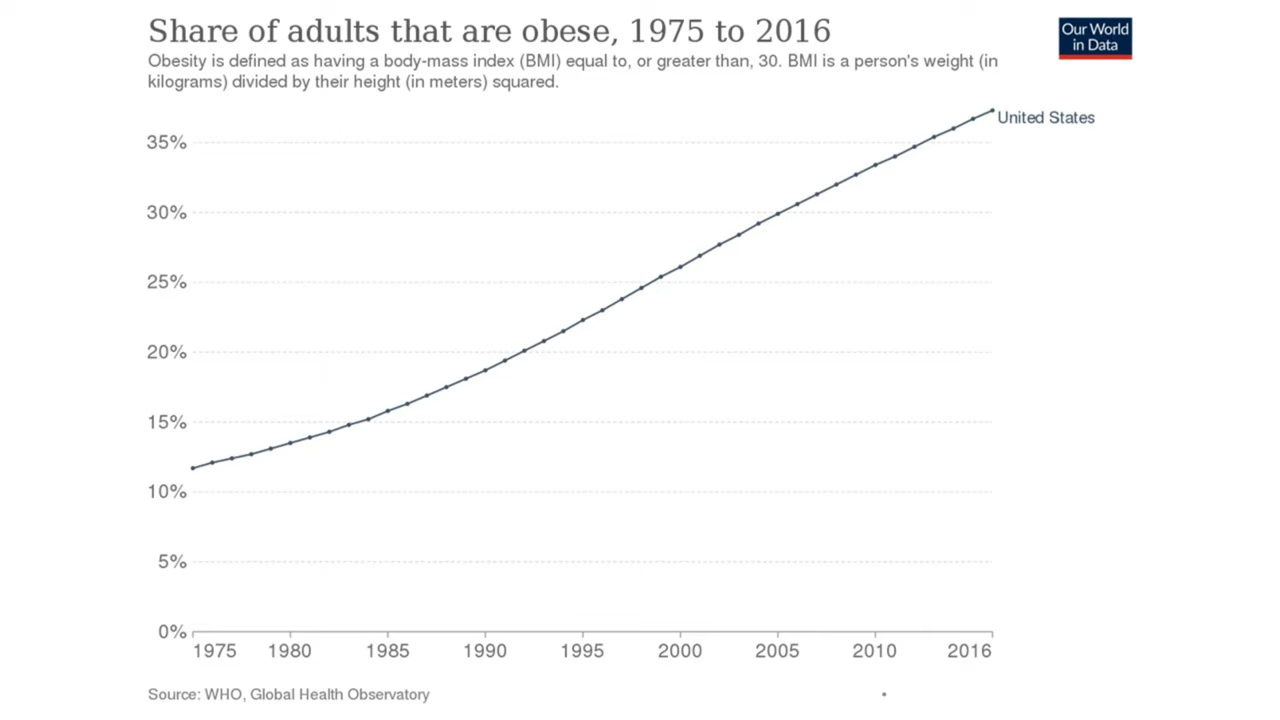 Share of adults that are obese, 1975 to 2016
Our World
in Data
Obesity is defined as having a body-mass index (BMI) equal to, or greater than, 30. BMI is a person's weight (in
kilograms) divided by their height (in meters) squared.
United States
35%
30%
25%
20%
15%
10%
5%
0%
1975 1980 1985 1990 1995 2000 2005 2010 2016
Source: WHO, Global Health Observatory